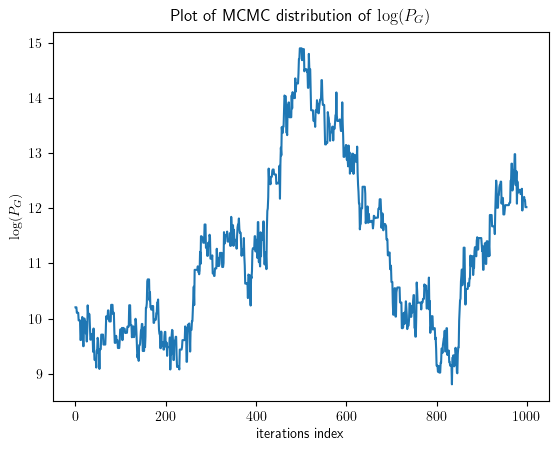 Plot of MCMC distribution of log(P_G)
15
14
13
12
11
10
9
log(P_G)
0 200 400 600 800 1000
iterations index